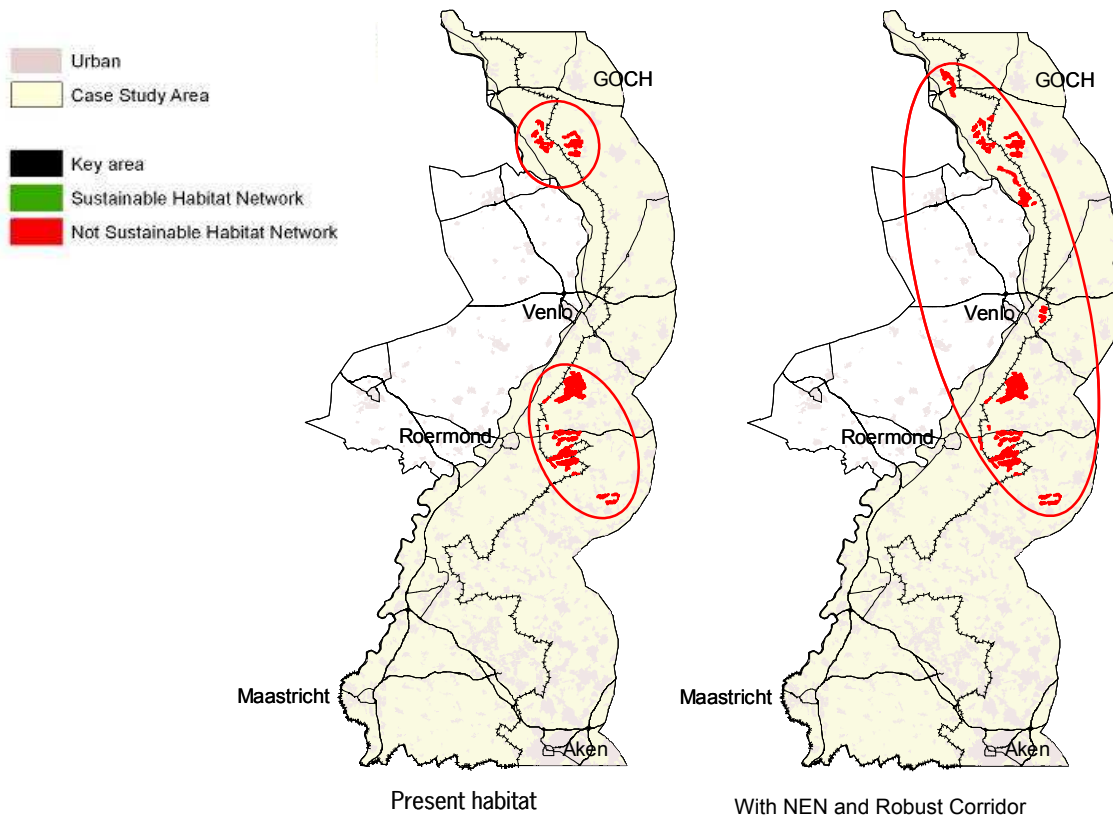 Urban
Case Study Area
Key area
Sustainable Habitat Network
Not Sustainable Habitat Network
GOCH
Venlo
Roermond
Maastricht
Aken
Present habitat
GOCH
Venlo
Roermond
Maastricht
Aken
With NEN and Robust Corridor